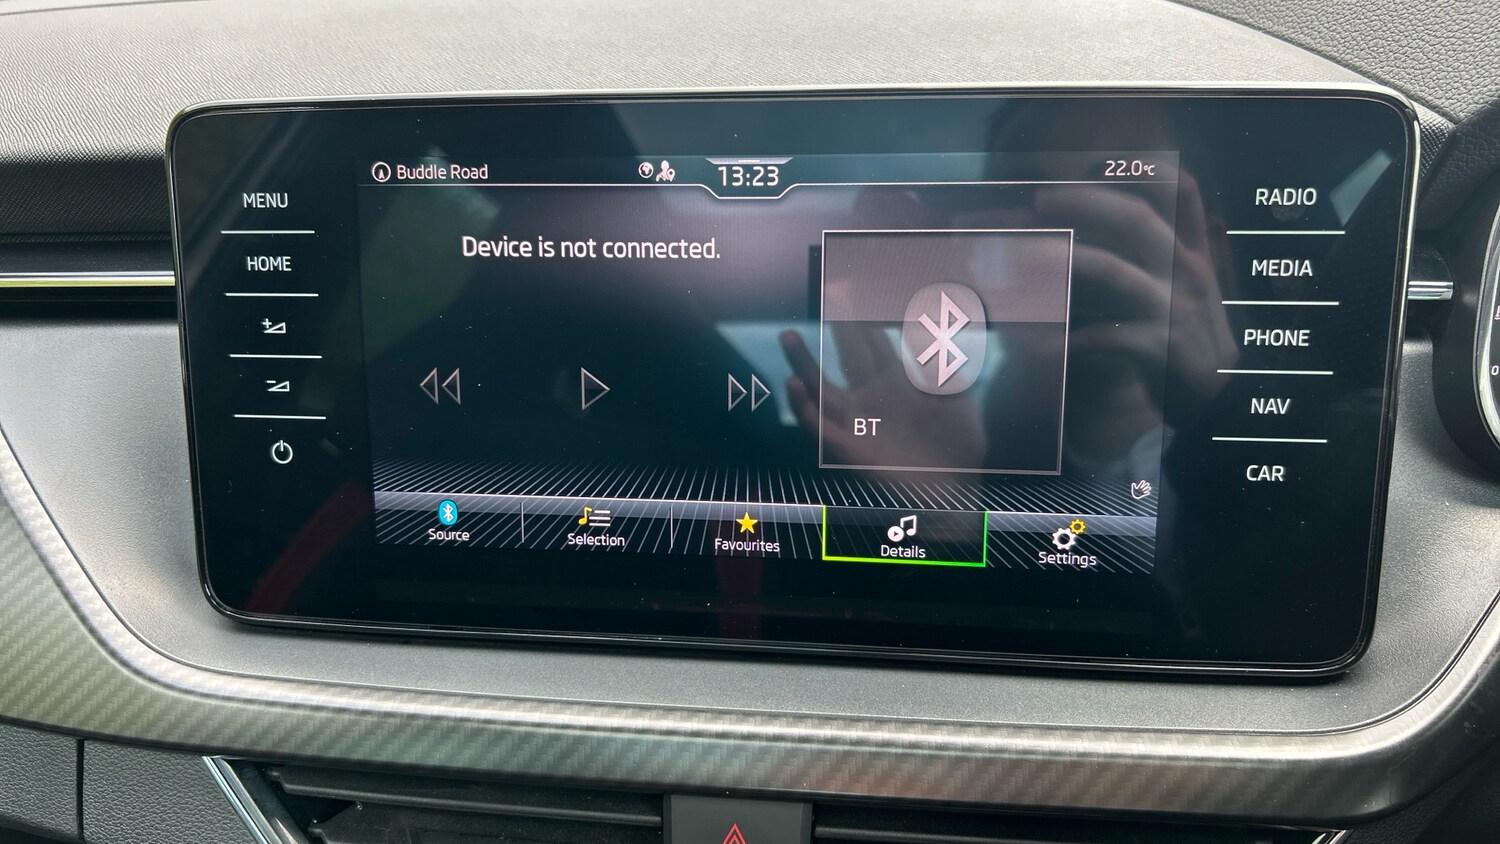 Buddle Road
13:23
22.0°C
MENU
HOME
RADIO
MEDIA
PHONE
NAV
CAR
Device is not connected.
BT
Source
Selection
Favourites
Details
Settings
0